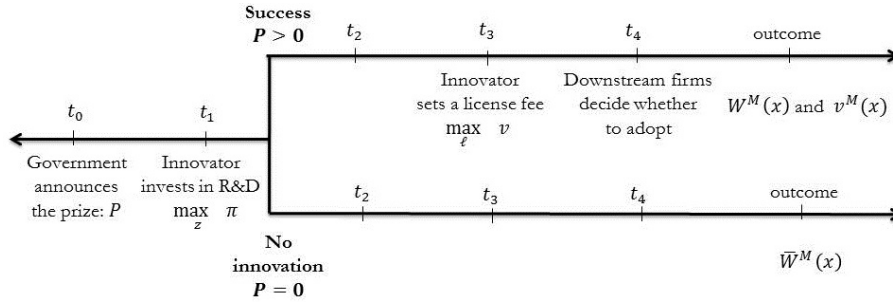 Success
P > 0
t₂ t₃ t₄ outcome
Innovator
sets a license fee
max v
ℓ
Downstream firms
decide whether
to adopt
W^M(x) and v^M(x)
t₀ t₁
Government
announces
the prize: P
Innovator
invests in R&D
max π
z
t₂ t₃ t₄ outcome
No
innovation
P = 0
W̄^M(x)